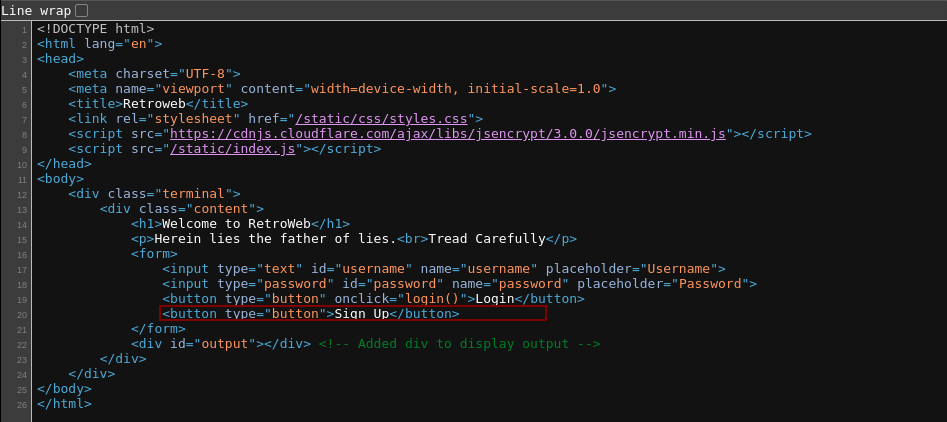 Line wrap
1 <!DOCTYPE html>
2 <html lang="en">
3 <head>
4     <meta charset="UTF-8">
5     <meta name="viewport" content="width=device-width, initial-scale=1.0">
6     <title>Retroweb</title>
7     <link rel="stylesheet" href="/static/css/styles.css">
8     <script src="https://cdnjs.cloudflare.com/ajax/libs/jsencrypt/3.0.0/jsencrypt.min.js"></script>
9     <script src="/static/index.js"></script>
10 </head>
11 <body>
12     <div class="terminal">
13         <div class="content">
14             <h1>Welcome to RetroWeb</h1>
15             <p>Herein lies the father of lies.<br>Tread Carefully</p>
16             <form>
17                 <input type="text" id="username" name="username" placeholder="Username">
18                 <input type="password" id="password" name="password" placeholder="Password">
19                 <button type="button" onclick="login()">Login</button>
20                 <button type="button">Sign Up</button>
21             </form>
22             <div id="output"></div> <!-- Added div to display output -->
23         </div>
24     </div>
25 </body>
26 </html>